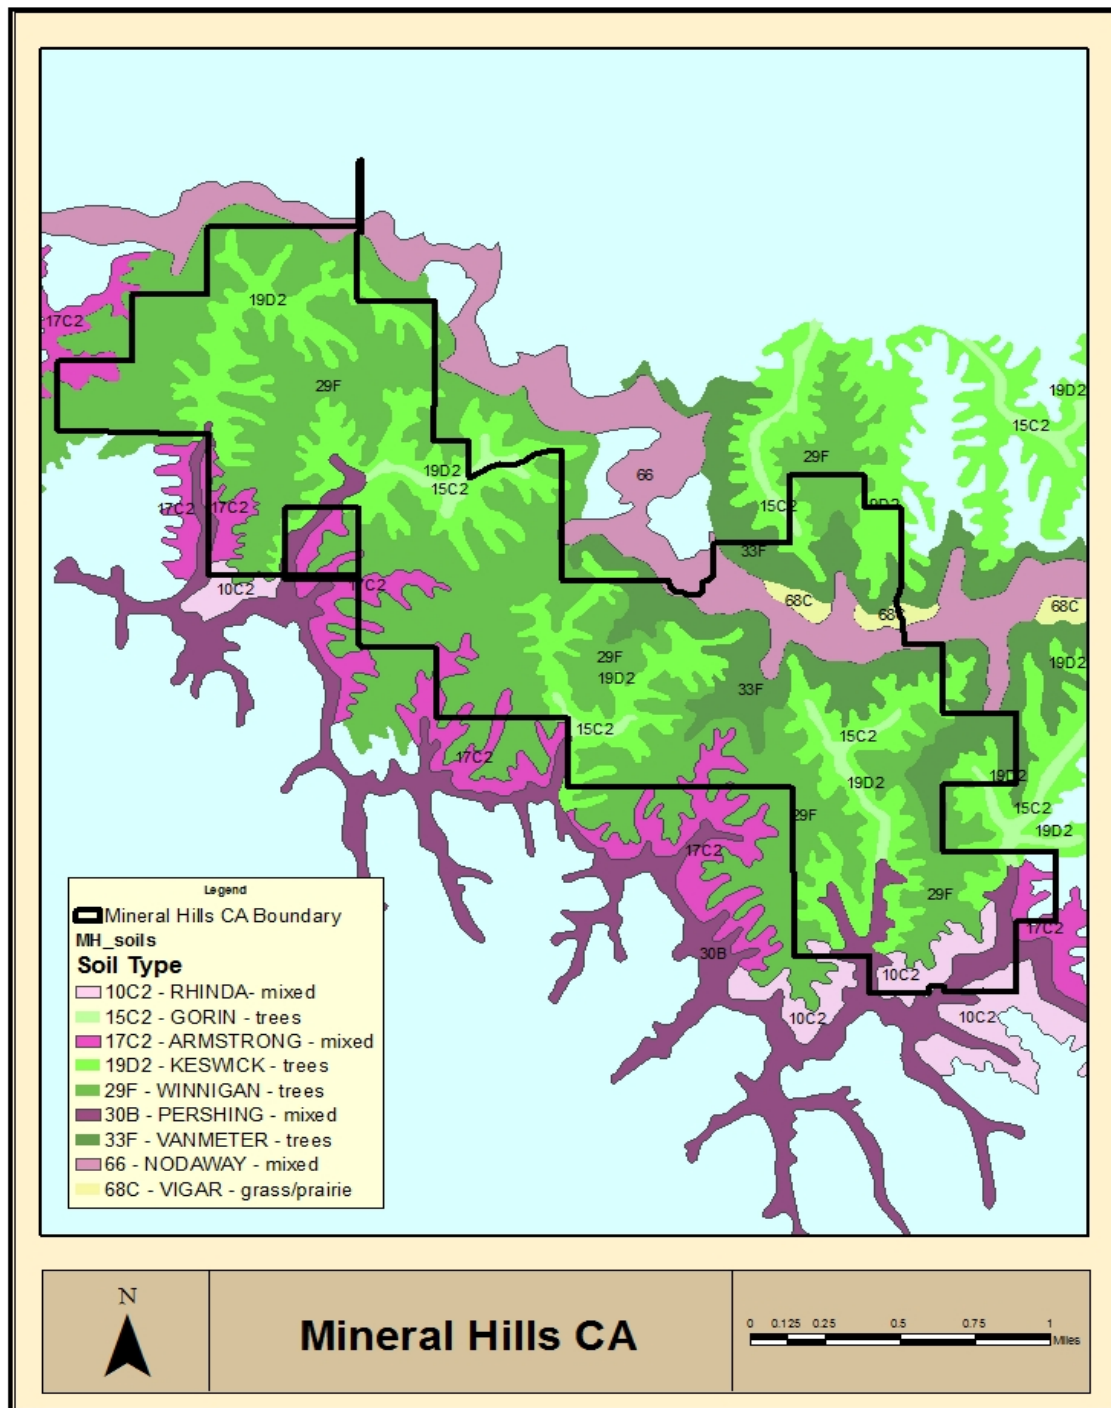 19D2
17C2
29F
19D2
15C2
29F
19D2
15C2
66
15C2
19D2
17C2
17C2
33F
10C2
17C2
68C
68C
68C
29F
19D2
19D2
33F
15C2
15C2
17C2
19D2
19D2
15C2
29F
19D2
17C2
29F
17C2
30B
10C2
10C2
10C2
Legend
Mineral Hills CA Boundary
MH_soils
Soil Type
10C2 - RHINDA- mixed
15C2 - GORIN - trees
17C2 - ARMSTRONG - mixed
19D2 - KESWICK - trees
29F - WINNIGAN - trees
30B - PERSHING - mixed
33F - VANMETER - trees
66 - NODAWAY - mixed
68C - VIGAR - grass/prairie
N
Mineral Hills CA
0 0.125 0.25 0.5 0.75 1
Miles